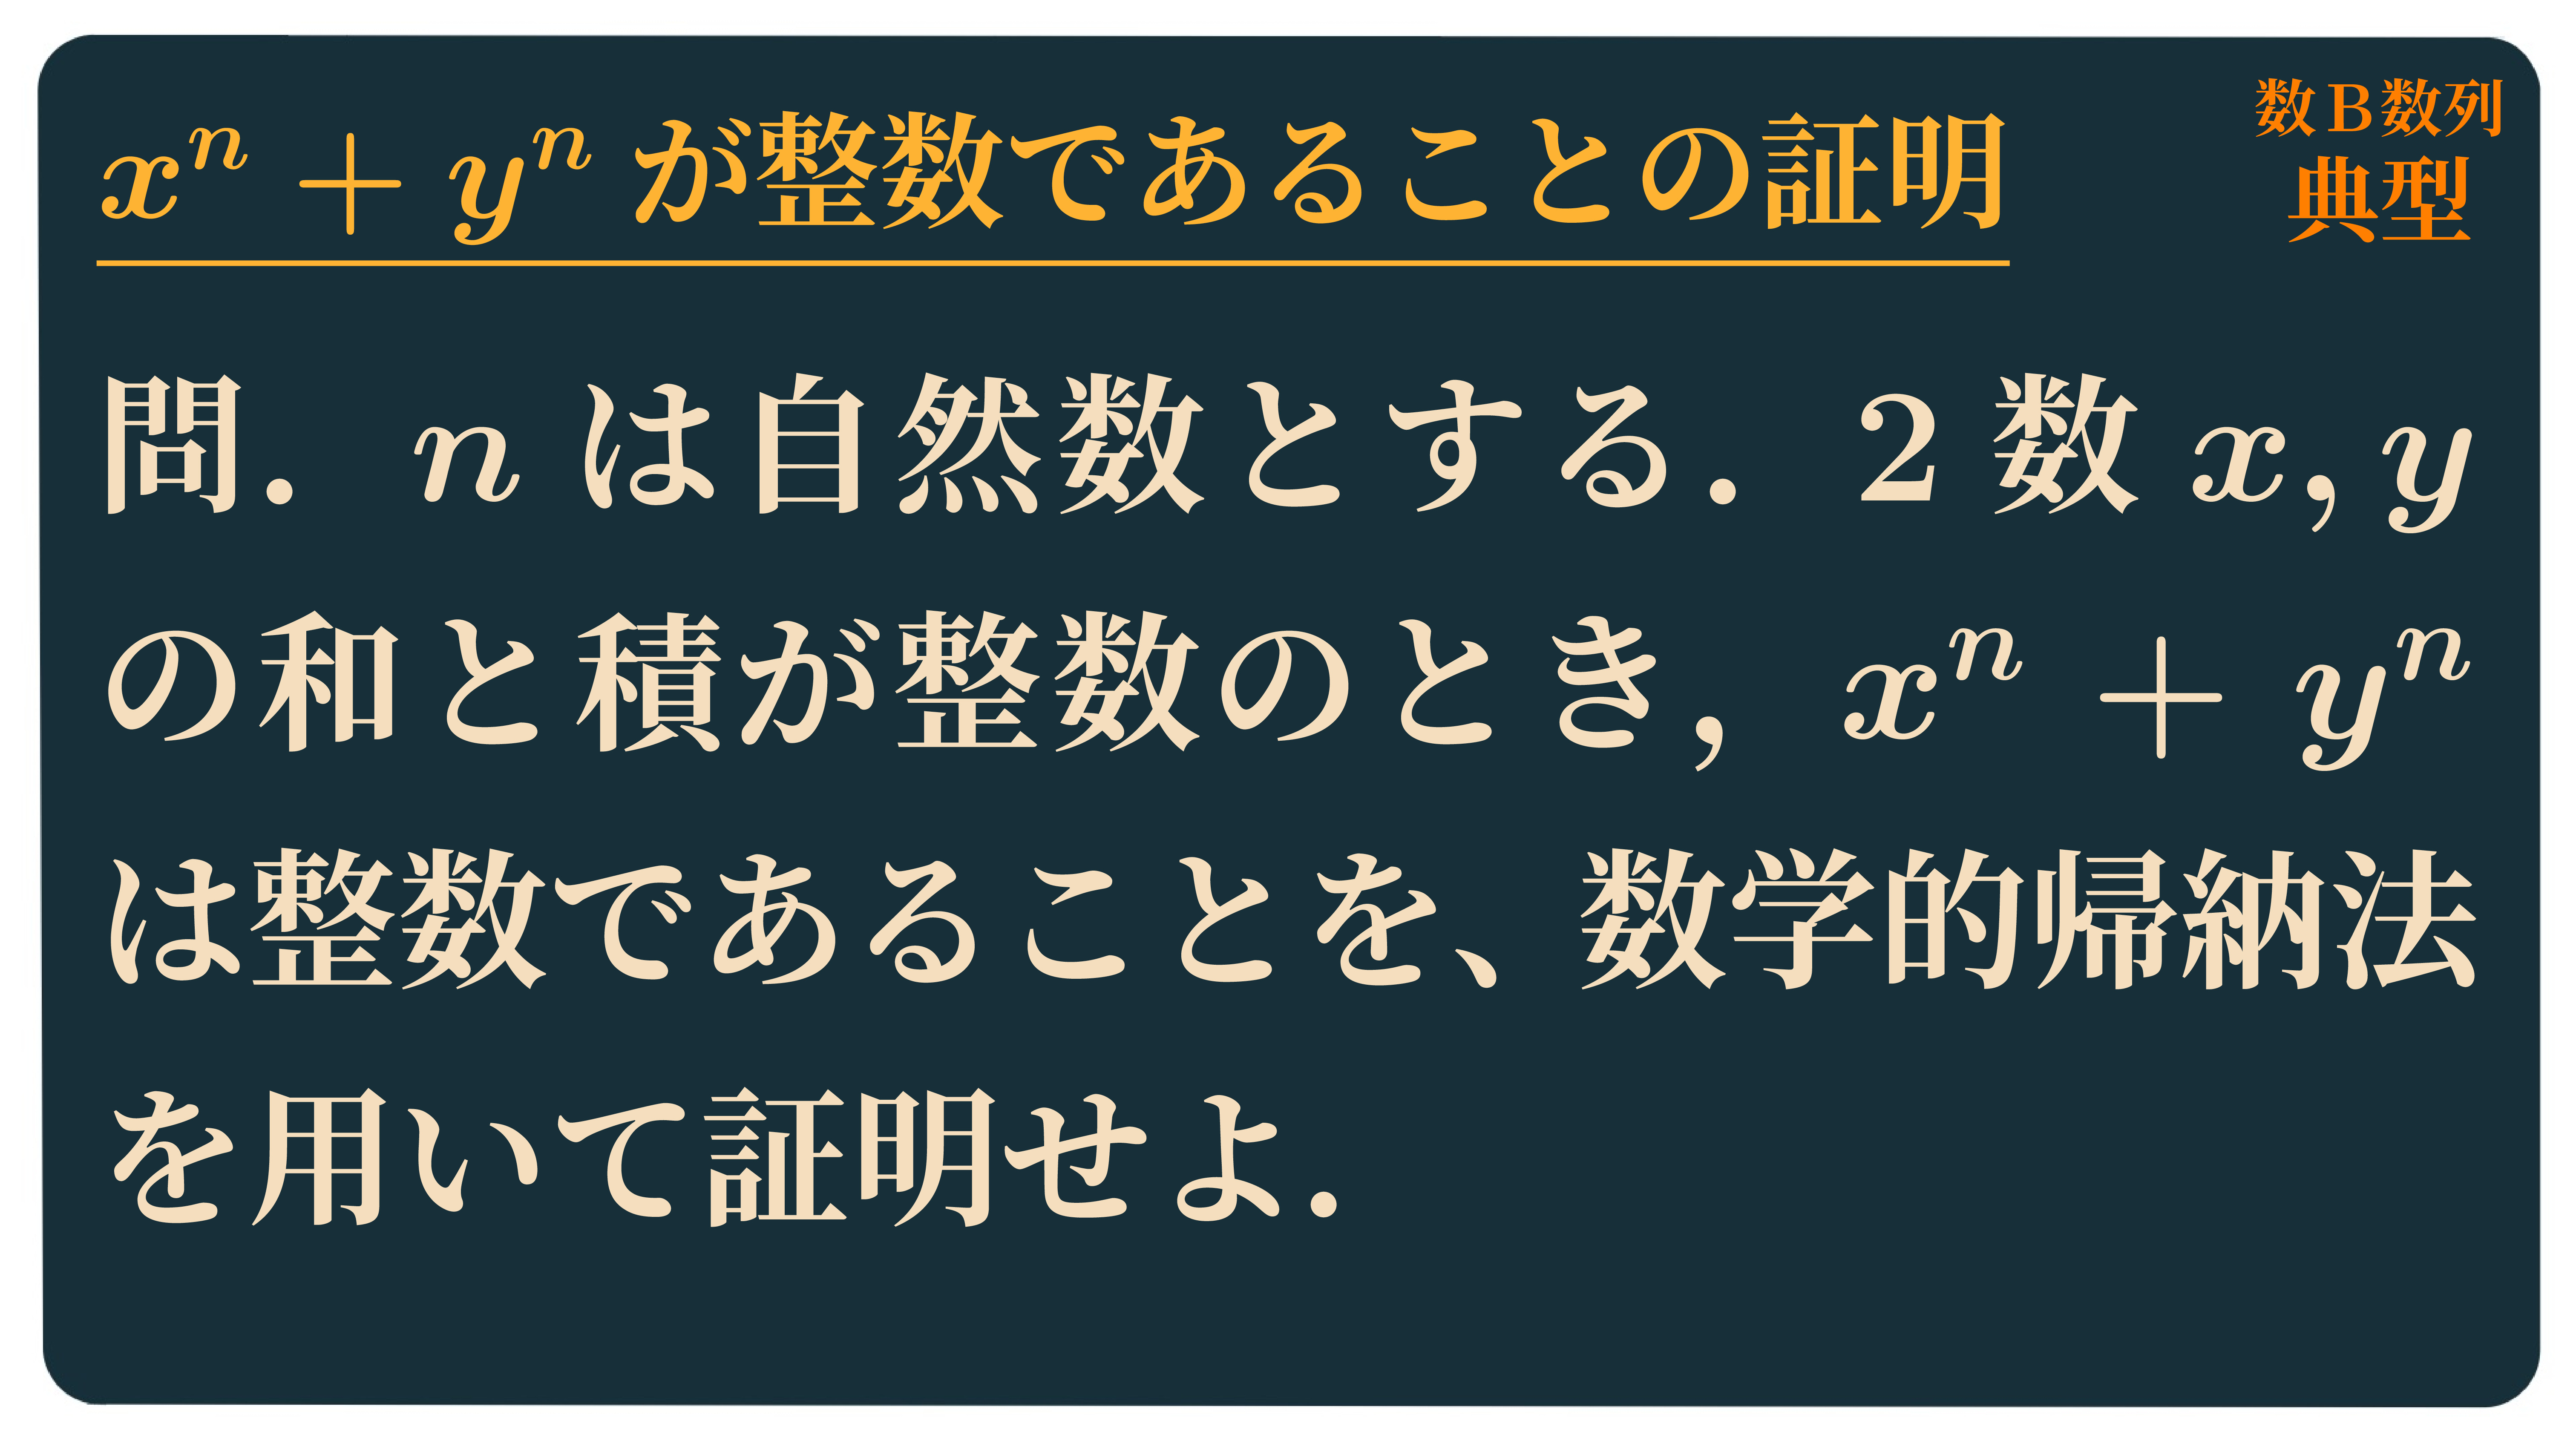 xⁿ + yⁿ が整数であることの証明
数B数列
典型
問. n は自然数とする. 2数 x, y
の和と積が整数のとき, xⁿ + yⁿ
は整数であることを、数学的帰納法
を用いて証明せよ.